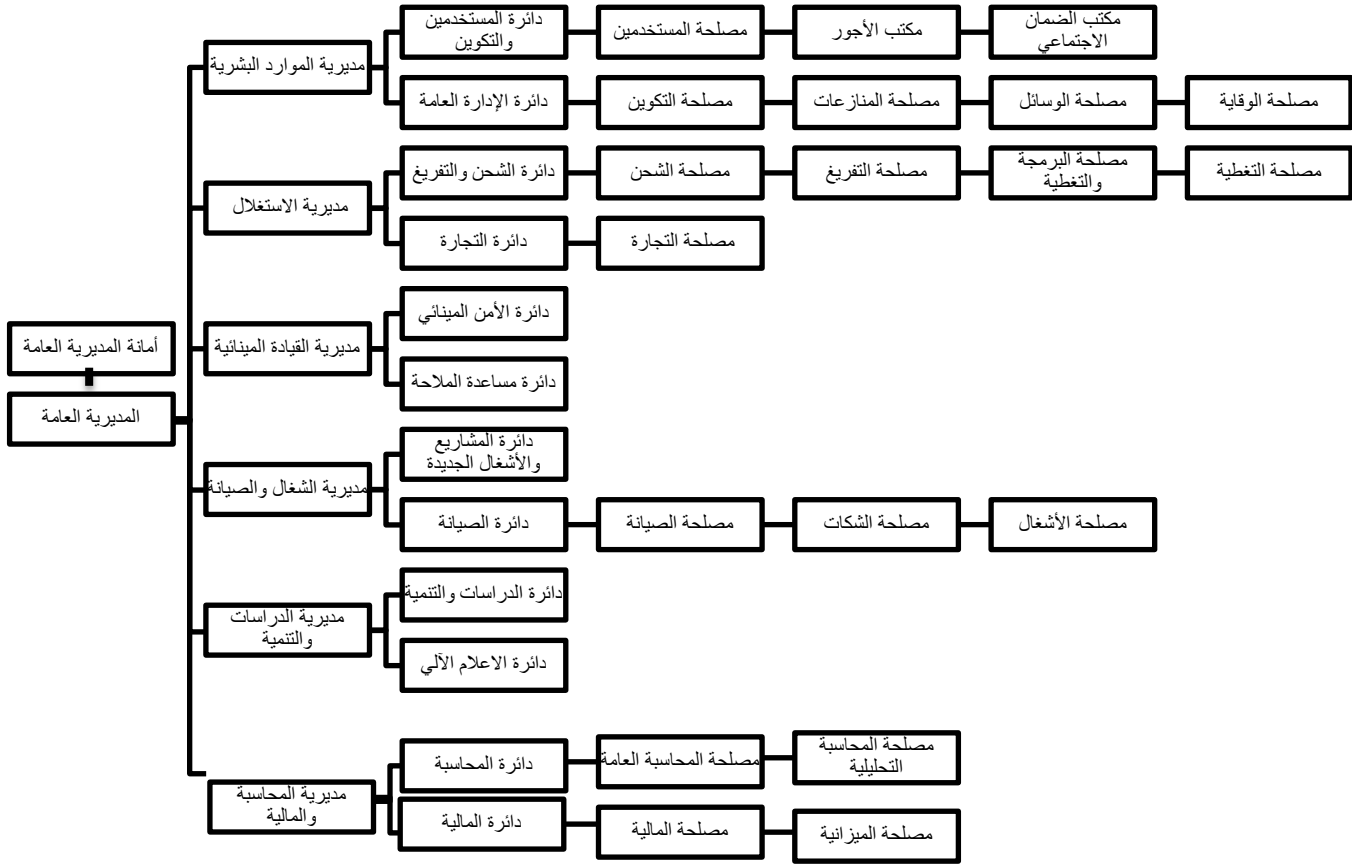 أمانة المديرية العامة
المديرية العامة
مديرية الموارد البشرية
دائرة المستخدمين
والتكوين
مصلحة المستخدمين
مكتب الأجور
مكتب الضمان
الاجتماعي
دائرة الإدارة العامة
مصلحة التكوين
مصلحة المنازعات
مصلحة الوسائل
مصلحة الوقاية
مديرية الاستغلال
دائرة الشحن والتفريغ
مصلحة الشحن
مصلحة التفريغ
مصلحة البرمجة
والتغطية
مصلحة التغطية
دائرة التجارة
مصلحة التجارة
مديرية القيادة المينائية
دائرة الأمن المينائي
دائرة مساعدة الملاحة
مديرية الشغال والصيانة
دائرة المشاريع
والأشغال الجديدة
دائرة الصيانة
مصلحة الصيانة
مصلحة الشكات
مصلحة الأشغال
مديرية الدراسات
والتنمية
دائرة الدراسات والتنمية
دائرة الاعلام الآلي
مديرية المحاسبة
والمالية
دائرة المحاسبة
مصلحة المحاسبة العامة
مصلحة المحاسبة
التحليلية
دائرة المالية
مصلحة المالية
مصلحة الميزانية